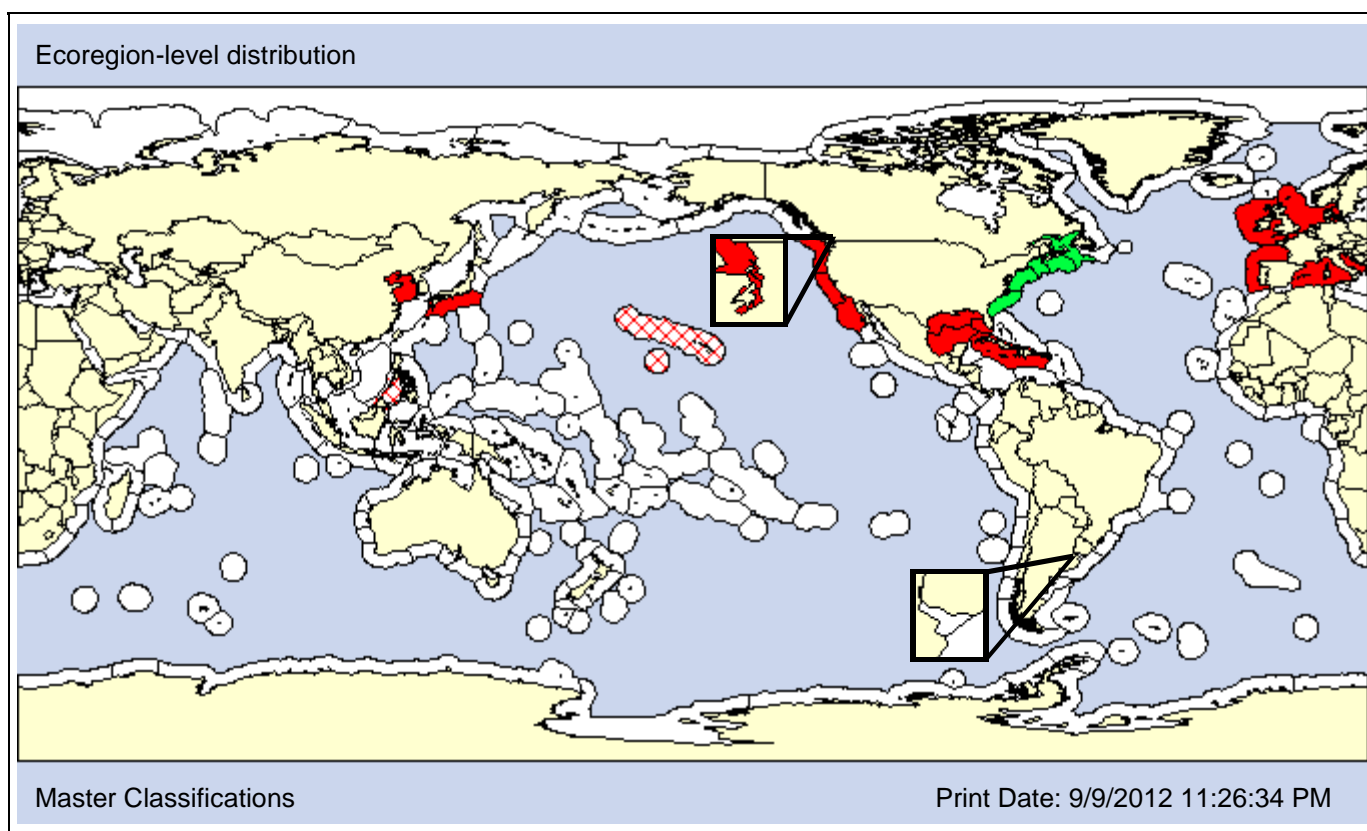 Ecoregion-level distribution
Master Classifications
Print Date: 9/9/2012 11:26:34 PM